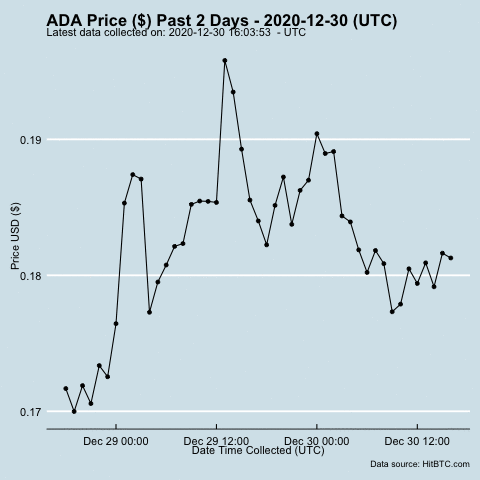 ADA Price ($) Past 2 Days - 2020-12-30 (UTC)
Latest data collected on: 2020-12-30 16:03:53 - UTC
0.19
0.18
0.17
Price USD ($)
Dec 29 00:00 Dec 29 12:00 Dec 30 00:00 Dec 30 12:00
Date Time Collected (UTC)
Data source: HitBTC.com